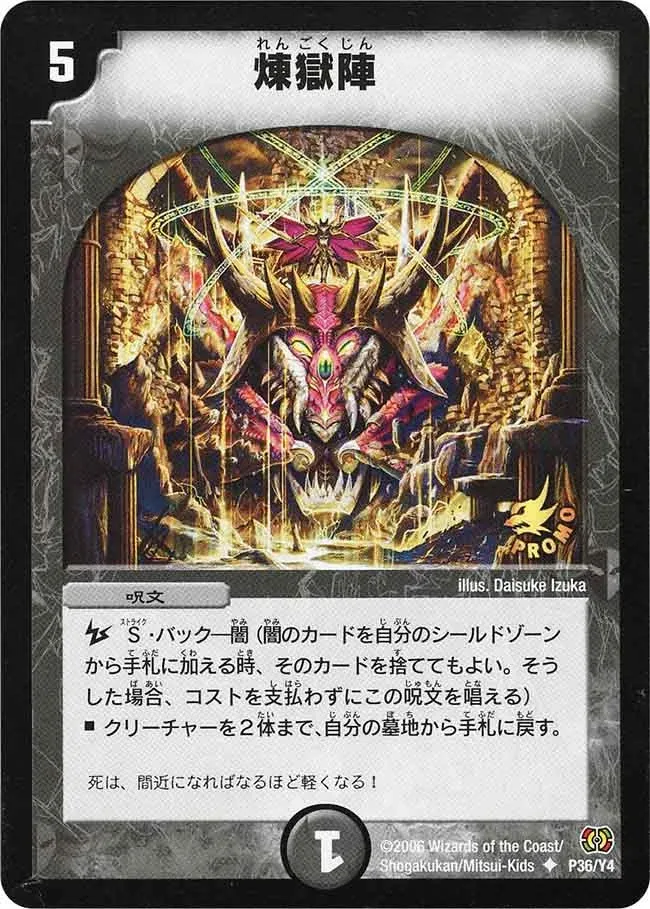 5
れんごくじん
煉獄陣
PROMO
illus. Daisuke Izuka
呪文
S・バック—闇 (闇のカードを自分のシールドゾーン
から手札に加える時、そのカードを捨ててもよい。そう
した場合、コストを支払わずにこの呪文を唱える)
■ クリーチャーを2体まで、自分の墓地から手札に戻す。
死は、間近になればなるほど軽くなる!
©2006 Wizards of the Coast/
Shogakukan/Mitsui-Kids ◆ P36/Y4